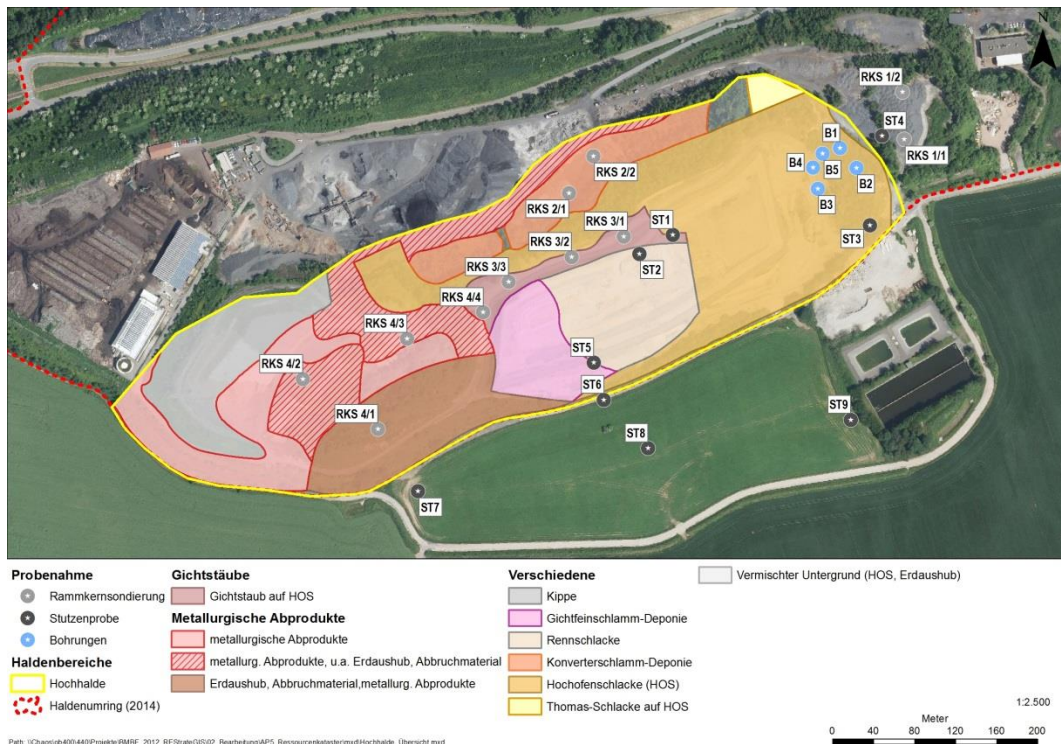 N
RKS 1/2
ST4
B1
RKS 1/1
B4
B5
B2
RKS 2/2
B3
RKS 2/1
RKS 3/1
ST1
ST3
RKS 3/2
ST2
RKS 3/3
RKS 4/4
RKS 4/3
RKS 4/2
ST5
ST6
RKS 4/1
ST9
ST8
ST7
Probenahme
Rammkernsondierung
Stutzenprobe
Bohrungen
Haldenbereiche
Hochhalde
Haldenumring (2014)
Gichtstäube
Gichtstaub auf HOS
Metallurgische Abprodukte
metallurgische Abprodukte
metallurg. Abprodukte, u.a. Erdaushub, Abbruchmaterial
Erdaushub, Abbruchmaterial,metallurg. Abprodukte
Verschiedene
Kippe
Gichtfeinschlamm-Deponie
Rennschlacke
Konverterschlamm-Deponie
Hochofenschlacke (HOS)
Thomas-Schlacke auf HOS
Vermischter Untergrund (HOS, Erdaushub)
1:2.500
Meter
0 40 80 120 160 200